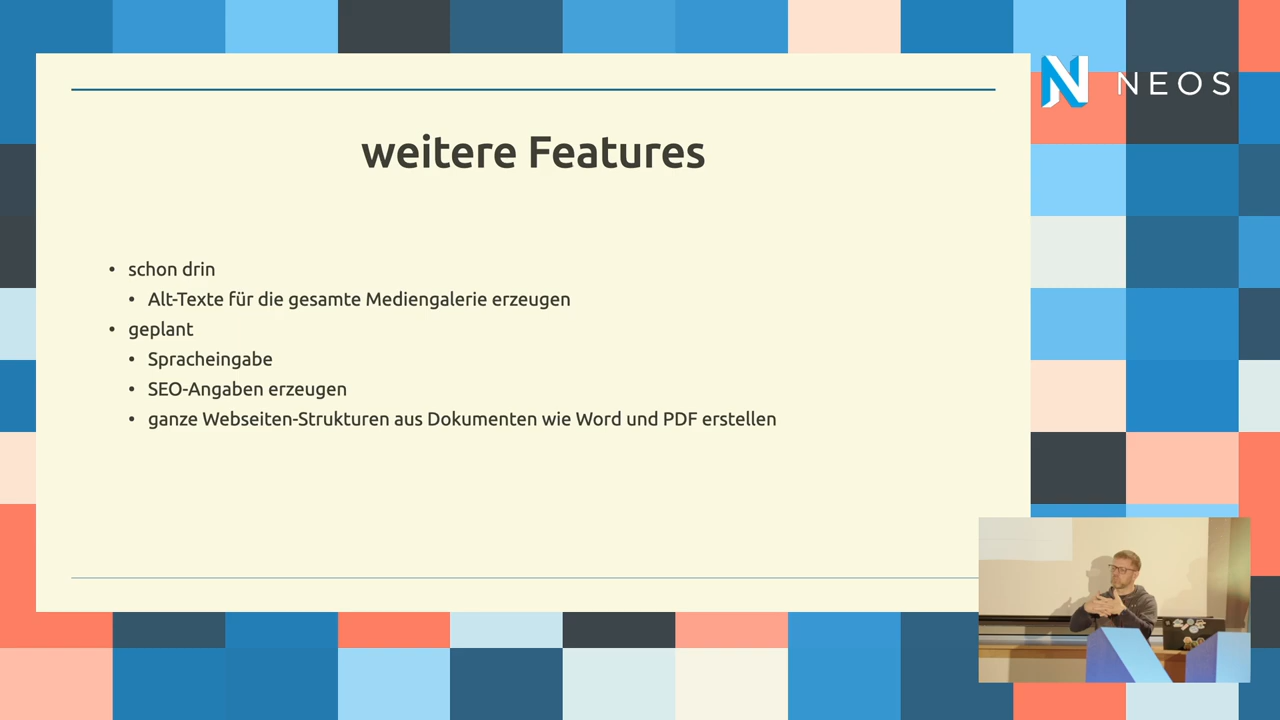 NEOS
weitere Features
• schon drin
• Alt-Texte für die gesamte Mediengalerie erzeugen
• geplant
• Spracheingabe
• SEO-Angaben erzeugen
• ganze Webseiten-Strukturen aus Dokumenten wie Word und PDF erstellen